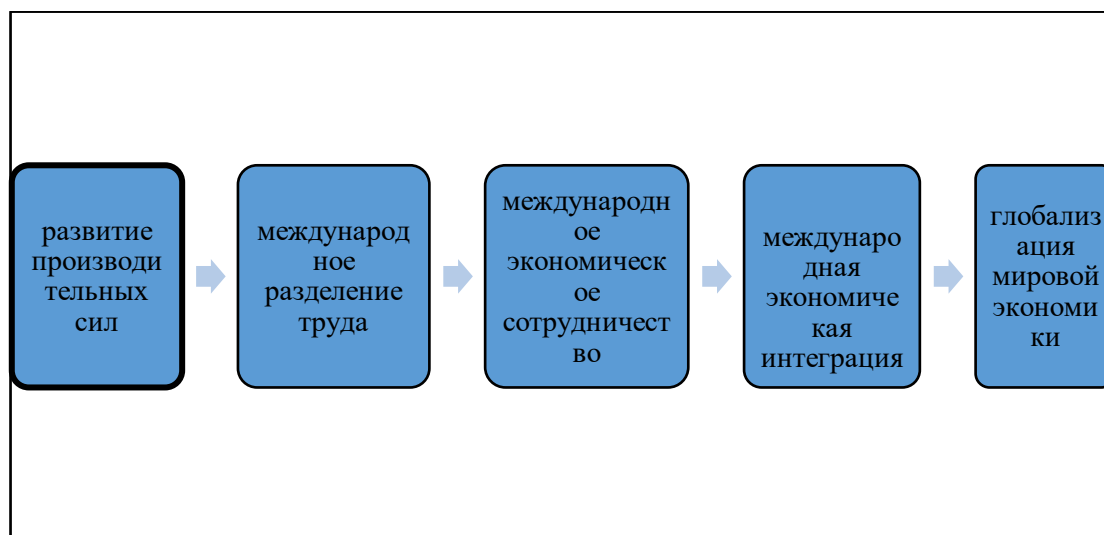 развитие
производи
тельных
сил
международ
ное
разделение
труда
международн
ое
экономическ
ое
сотрудничест
во
междунаро
дная
экономиче
кая
интеграция
глобализ
ация
мировой
экономи
ки